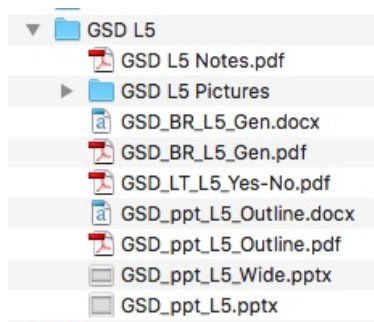 GSD L5
GSD L5 Notes.pdf
GSD L5 Pictures
GSD_BR_L5_Gen.docx
GSD_BR_L5_Gen.pdf
GSD_LT_L5_Yes-No.pdf
GSD_ppt_L5_Outline.docx
GSD_ppt_L5_Outline.pdf
GSD_ppt_L5_Wide.pptx
GSD_ppt_L5.pptx